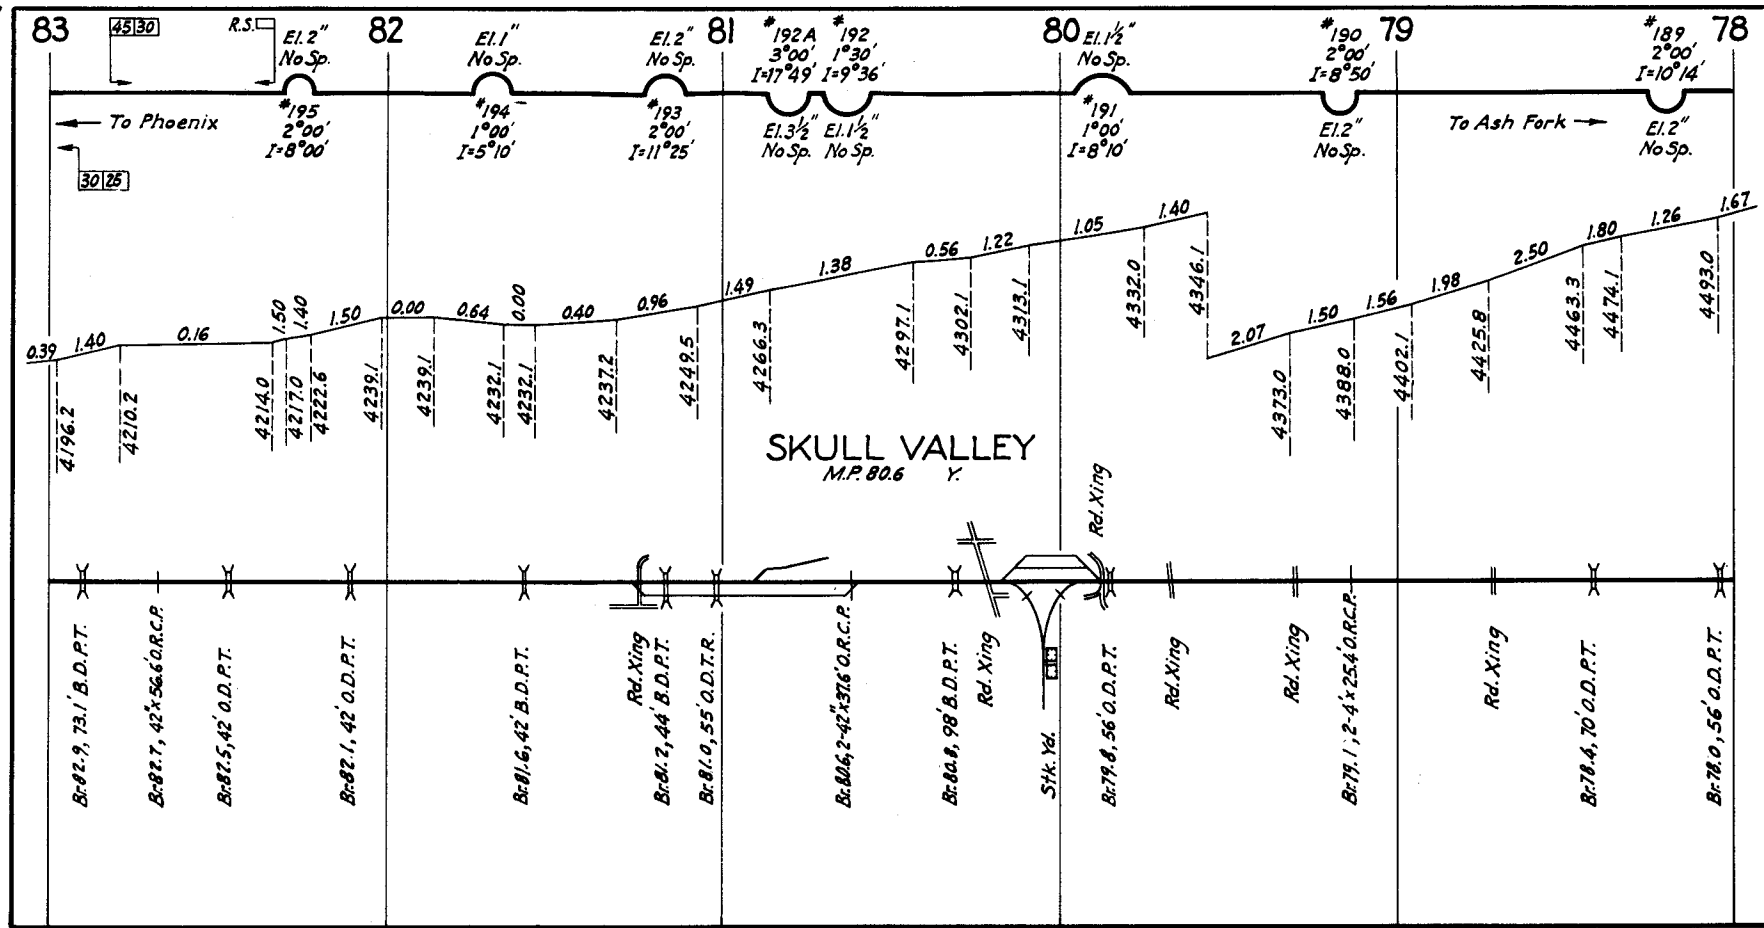 83
45 30
R.S.
El. 2"
No Sp.
82
El. 1"
No Sp.
El. 2"
No Sp.
81
#192A
3°00'
I=17°49'
#192
1°30'
I=9°36'
80
El. 1½"
No Sp.
#190
2°00'
I=8°50'
79
#189
2°00'
I=10°14'
78
To Phoenix
#195
2°00'
I=8°00'
#194
1°00'
I=5°10'
#193
2°00'
I=11°25'
El. 3½"
No Sp.
El. 1½"
No Sp.
#191
1°00'
I=8°10'
El. 2"
No Sp.
To Ash Fork
El. 2"
No Sp.
30 25
0.39
1.40
0.16
1.50
1.40
1.50
0.00
0.64
0.00
0.40
0.96
1.49
1.38
0.56
1.22
1.05
1.40
2.07
1.50
1.56
1.98
2.50
1.80
1.26
1.67
4196.2
4210.2
4214.0
4217.0
4222.6
4239.1
4239.1
4232.1
4232.1
4237.2
4249.5
4266.3
4297.1
4302.1
4313.1
4332.0
4346.1
4373.0
4388.0
4402.1
4425.8
4463.3
4474.1
4493.0
SKULL VALLEY
M.P. 80.6 Y.
Rd. Xing
Br. 82.9, 73.1' B.D.P.T.
Br. 82.7, 42"x56.6' O.R.C.P.
Br. 82.5, 42' O.D.P.T.
Br. 82.1, 42' O.D.P.T.
Br. 81.6, 42' B.D.P.T.
Rd. Xing
Br. 81.2, 44' B.D.P.T.
Br. 81.0, 55' O.D.T.R.
Br. 80.6, 2-42"x37.6' O.R.C.P.
Br. 80.8, 98' B.D.P.T.
Rd. Xing
Stk. Yd.
Br. 79.8, 56' O.D.P.T.
Rd. Xing
Rd. Xing
Br. 79.1, 2-4'x25.4' O.R.C.P.
Rd. Xing
Br. 78.4, 70' O.D.P.T.
Br. 78.0, 56' O.D.P.T.